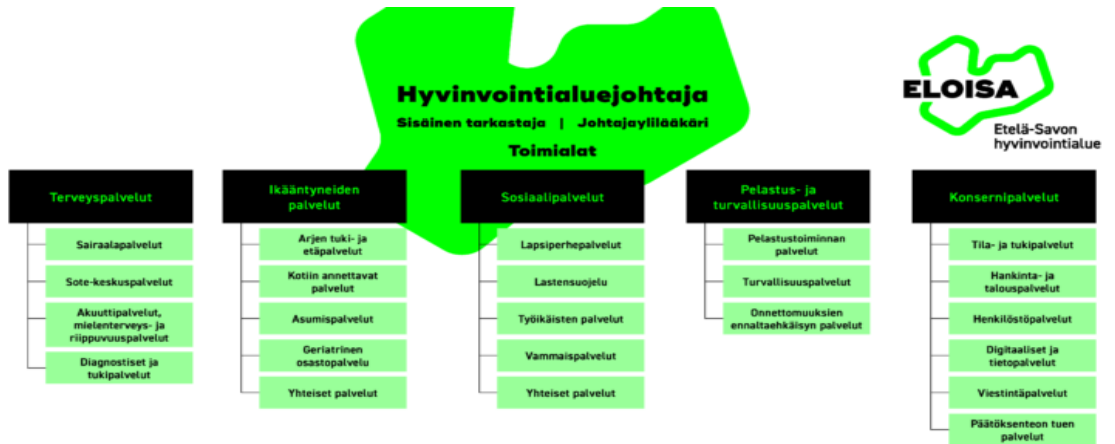 Hyvinvointialuejohtaja
Sisäinen tarkastaja | Johtajaylilääkäri
Toimialat
ELOISA
Etelä-Savon
hyvinvointialue
Terveyspalvelut
Sairaalapalvelut
Sote-keskuspalvelut
Akuuttipalvelut,
mielenterveys- ja
riippuvuuspalvelut
Diagnostiset ja
tukipalvelut
Ikääntyneiden
palvelut
Arjen tuki- ja
etäpalvelut
Kotiin annettavat
palvelut
Asumispalvelut
Geriatrinen
osastopalvelu
Yhteiset palvelut
Sosiaalipalvelut
Lapsiperhepalvelut
Lastensuojelu
Työikäisten palvelut
Vammaispalvelut
Yhteiset palvelut
Pelastus- ja
turvallisuuspalvelut
Pelastustoiminnan
palvelut
Turvallisuuspalvelut
Onnettomuuksien
ennaltaehkäisyn palvelut
Konsernipalvelut
Tila- ja tukipalvelut
Hankinta- ja
talouspalvelut
Henkilöstöpalvelut
Digitaaliset ja
tietopalvelut
Viestintäpalvelut
Päätöksenteon tuen
palvelut